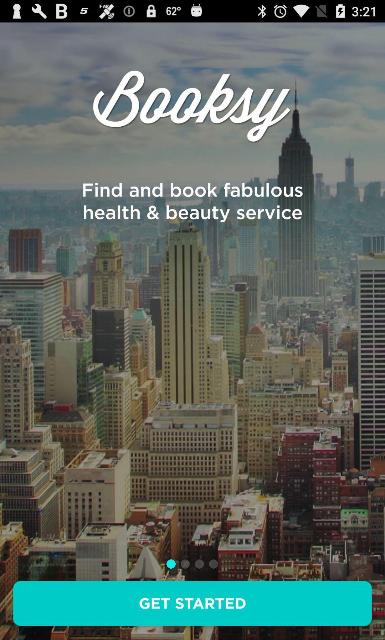 62° 3:21
Booksy
Find and book fabulous
health & beauty service
GET STARTED